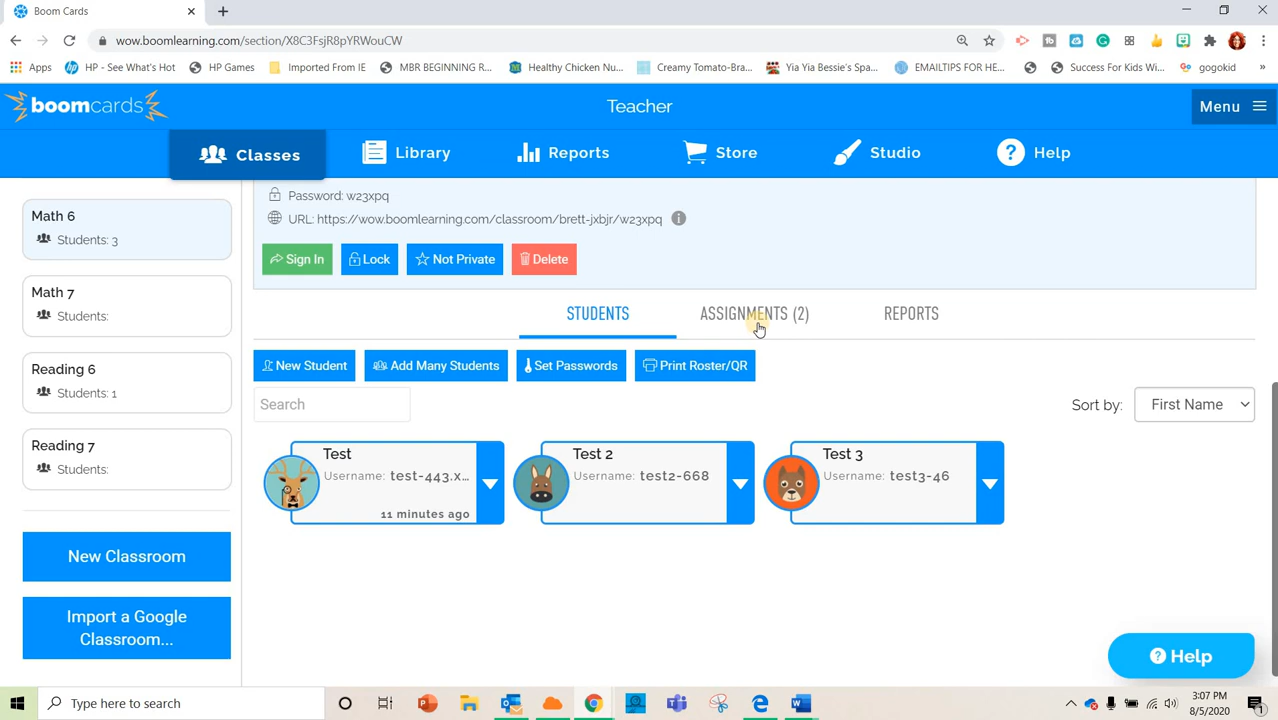 Boom Cards
wow.boomlearning.com/section/X8C3FsjR8pYRWouCW
Apps
HP - See What's Hot
HP Games
Imported From IE
MBR BEGINNING R...
Healthy Chicken Nu...
Creamy Tomato-Bra...
Yia Yia Bessie's Spa...
EMAILTIPS FOR HE...
Success For Kids Wi...
gogokid
»
boomcards
Teacher
Menu
Classes
Library
Reports
Store
Studio
Help
Math 6
Students: 3
Math 7
Students:
Reading 6
Students: 1
Reading 7
Students:
New Classroom
Import a Google
Classroom...
Password: w23xpq
URL: https://wow.boomlearning.com/classroom/brett-jxbjr/w23xpq
Sign In
Lock
Not Private
Delete
STUDENTS
ASSIGNMENTS (2)
REPORTS
New Student
Add Many Students
Set Passwords
Print Roster/QR
Search
Sort by:
First Name
Test
Username: test-443.x...
11 minutes ago
Test 2
Username: test2-668
Test 3
Username: test3-46
Help
Type here to search
3:07 PM
8/5/2020